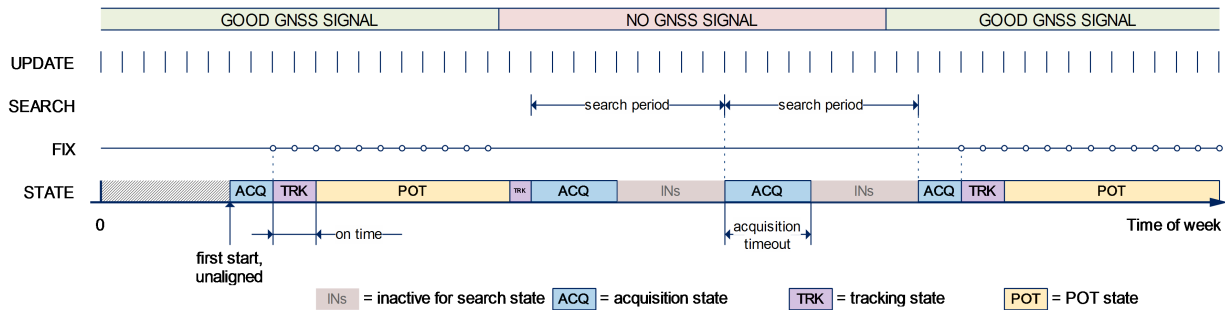 GOOD GNSS SIGNAL NO GNSS SIGNAL GOOD GNSS SIGNAL
UPDATE
SEARCH search period search period
FIX
STATE ACQ TRK POT TRK ACQ INs ACQ INs ACQ TRK POT
0 Time of week
on time
acquisition
timeout
first start,
unaligned
INs = inactive for search state ACQ = acquisition state TRK = tracking state POT = POT state